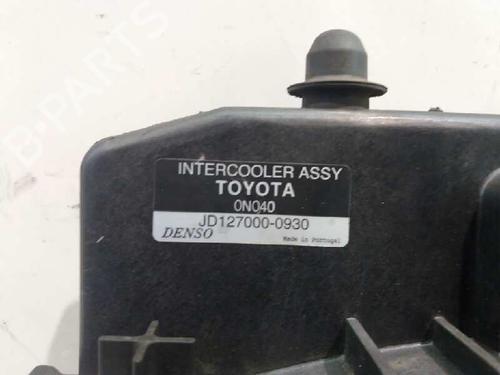 B-PARTS
INTERCOOLER ASSY
TOYOTA
0N040
JD127000-0930
DENSO Made in Portugal